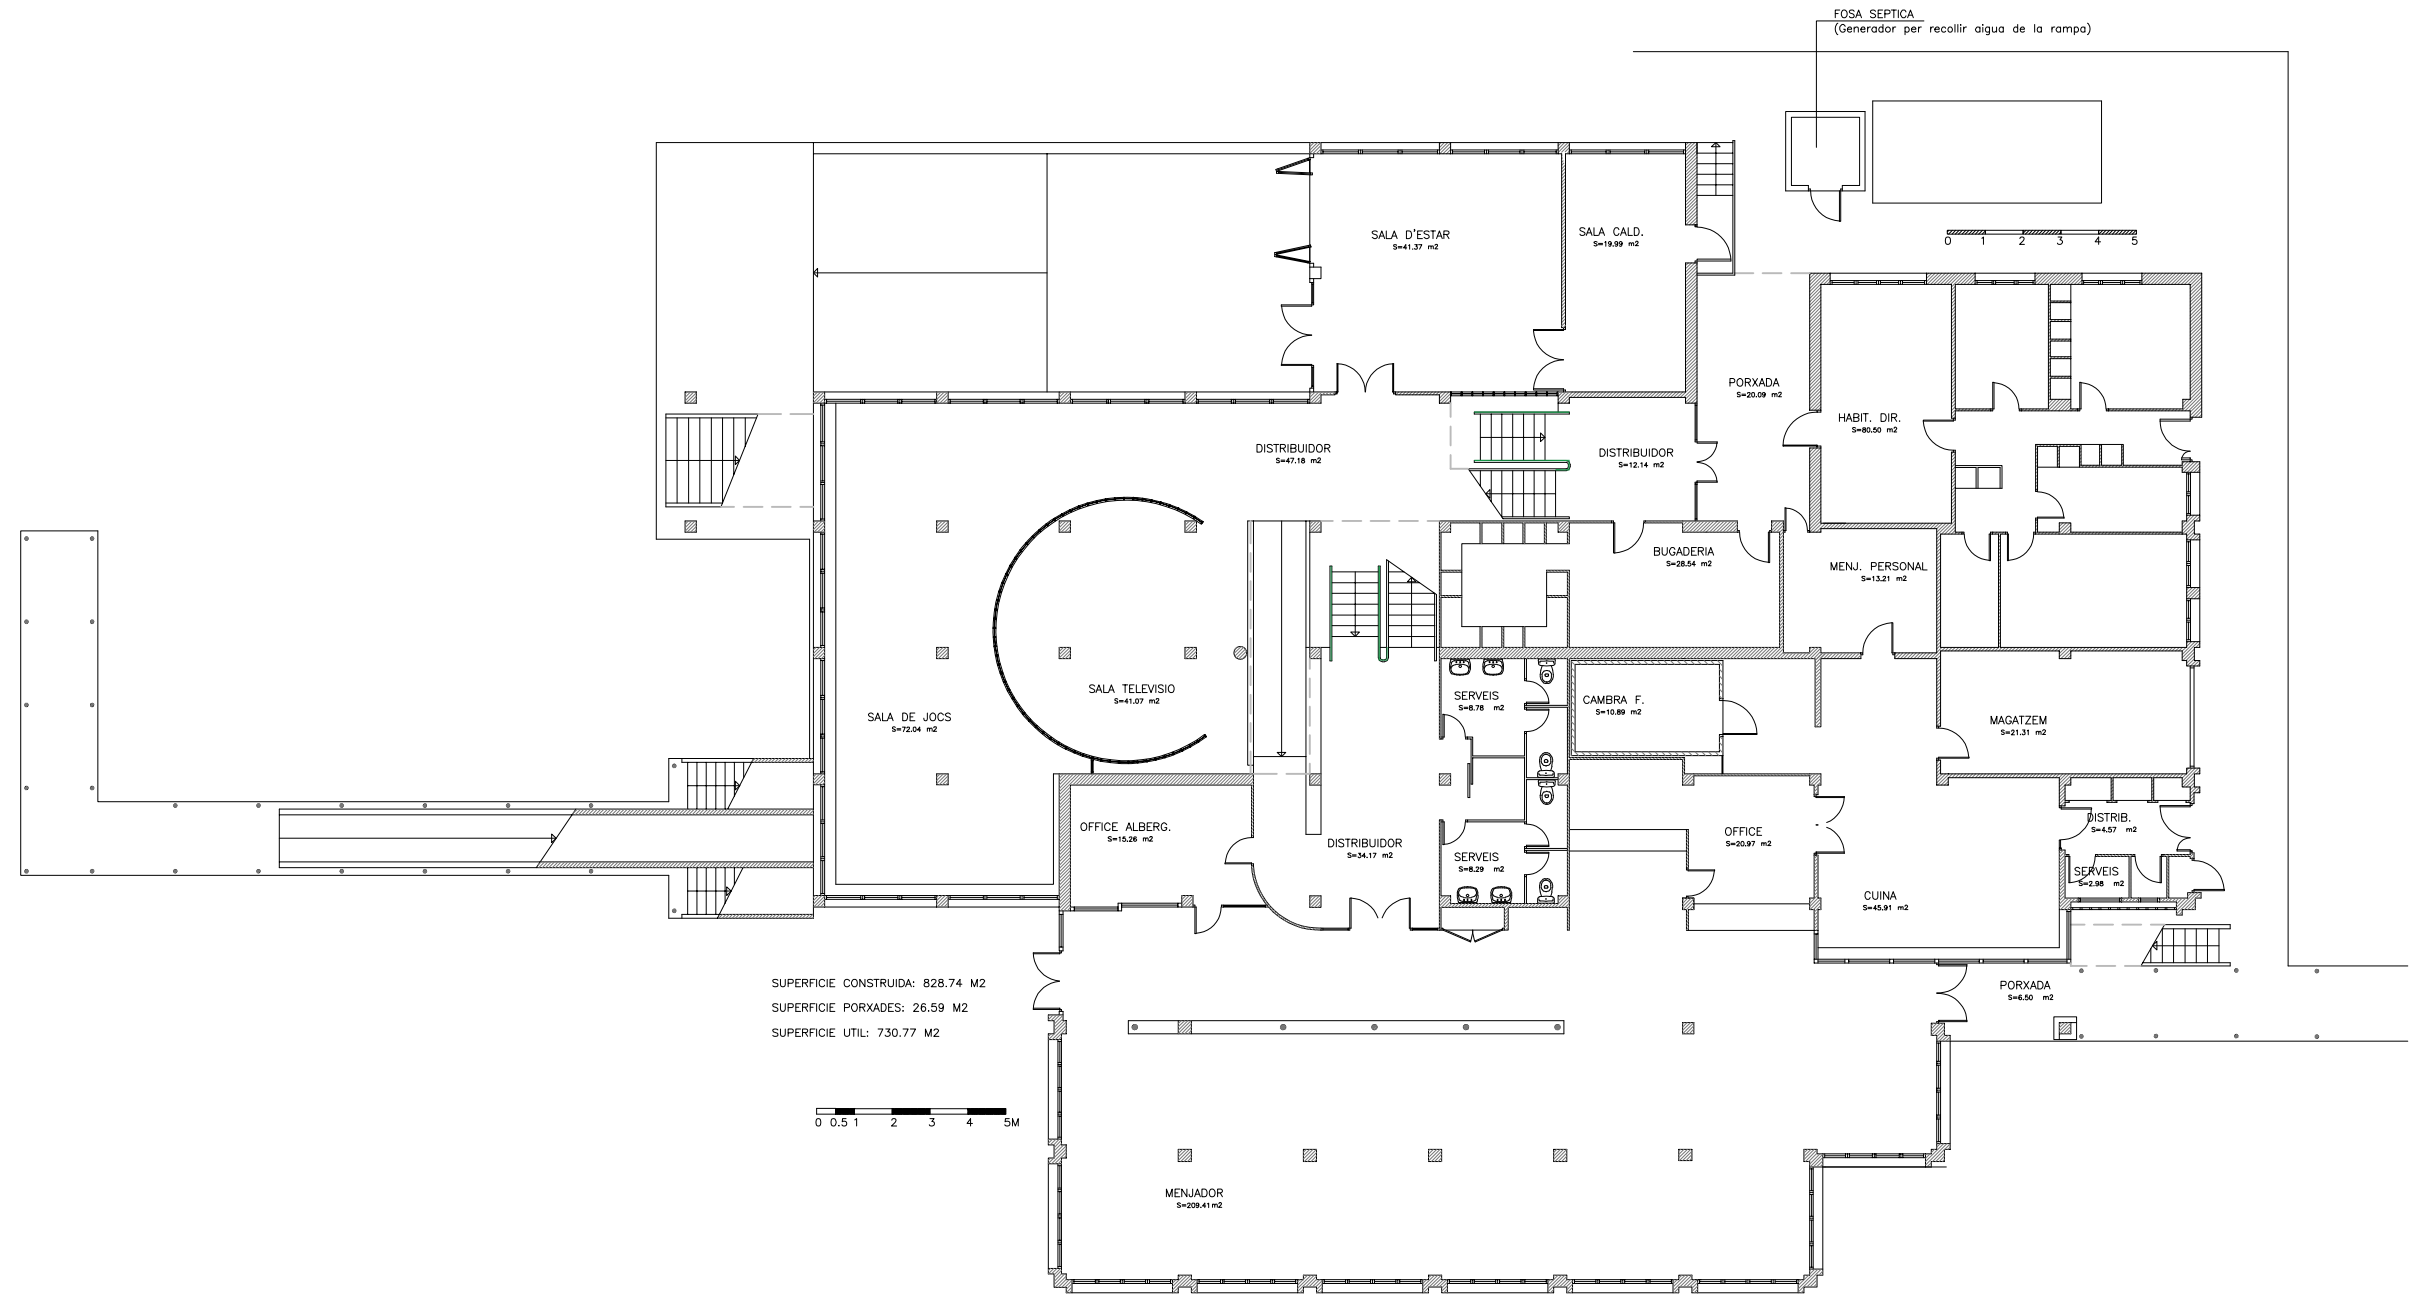 FOSA SEPTICA
(Generador per recollir aigua de la rampa)
SALA D'ESTAR
S=41.37 m2
SALA CALD.
S=19.99 m2
0 1 2 3 4 5
PORXADA
S=20.09 m2
HABIT. DIR.
S=80.50 m2
DISTRIBUIDOR
S=47.18 m2
DISTRIBUIDOR
S=12.14 m2
BUGADERIA
S=28.54 m2
MENJ. PERSONAL
S=13.21 m2
SALA TELEVISIO
S=41.07 m2
SALA DE JOCS
S=72.04 m2
SERVEIS
S=8.78 m2
CAMBRA F.
S=10.89 m2
MAGATZEM
S=21.31 m2
OFFICE ALBERG.
S=15.26 m2
DISTRIBUIDOR
S=34.17 m2
SERVEIS
S=8.29 m2
OFFICE
S=20.97 m2
DISTRIB.
S=4.57 m2
SERVEIS
S=2.98 m2
CUINA
S=45.91 m2
SUPERFICIE CONSTRUIDA: 828.74 M2
SUPERFICIE PORXADES: 26.59 M2
SUPERFICIE UTIL: 730.77 M2
PORXADA
S=6.50 m2
0 0.5 1 2 3 4 5M
MENJADOR
S=209.41 m2